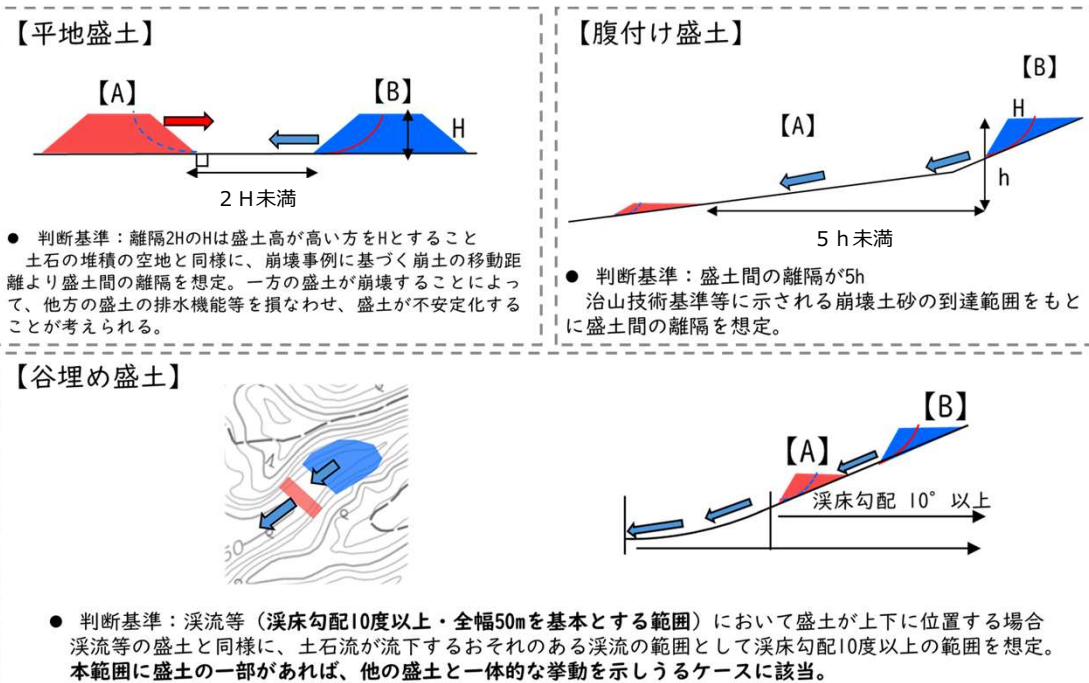 【平地盛土】
【A】
【B】
H
2H未満
● 判断基準：離隔2HのHは盛土高が高い方をHとすること
土石の堆積の空地と同様に、崩壊事例に基づく崩土の移動距
離より盛土間の離隔を想定。一方の盛土が崩壊することによっ
て、他方の盛土の排水機能等を損なわせ、盛土が不安定化する
ことが考えられる。
【腹付け盛土】
【B】
H
【A】
h
5h未満
● 判断基準：盛土間の離隔が5h
治山技術基準等に示される崩壊土砂の到達範囲をもと
に盛土間の離隔を想定。
【谷埋め盛土】
50
【B】
【A】
渓床勾配 10°以上
● 判断基準：渓流等（渓床勾配10度以上・全幅50mを基本とする範囲）において盛土が上下に位置する場合
渓流等の盛土と同様に、土石流が流下するおそれのある渓流の範囲として渓床勾配10度以上の範囲を想定。
本範囲に盛土の一部があれば、他の盛土と一体的な挙動を示しうるケースに該当。